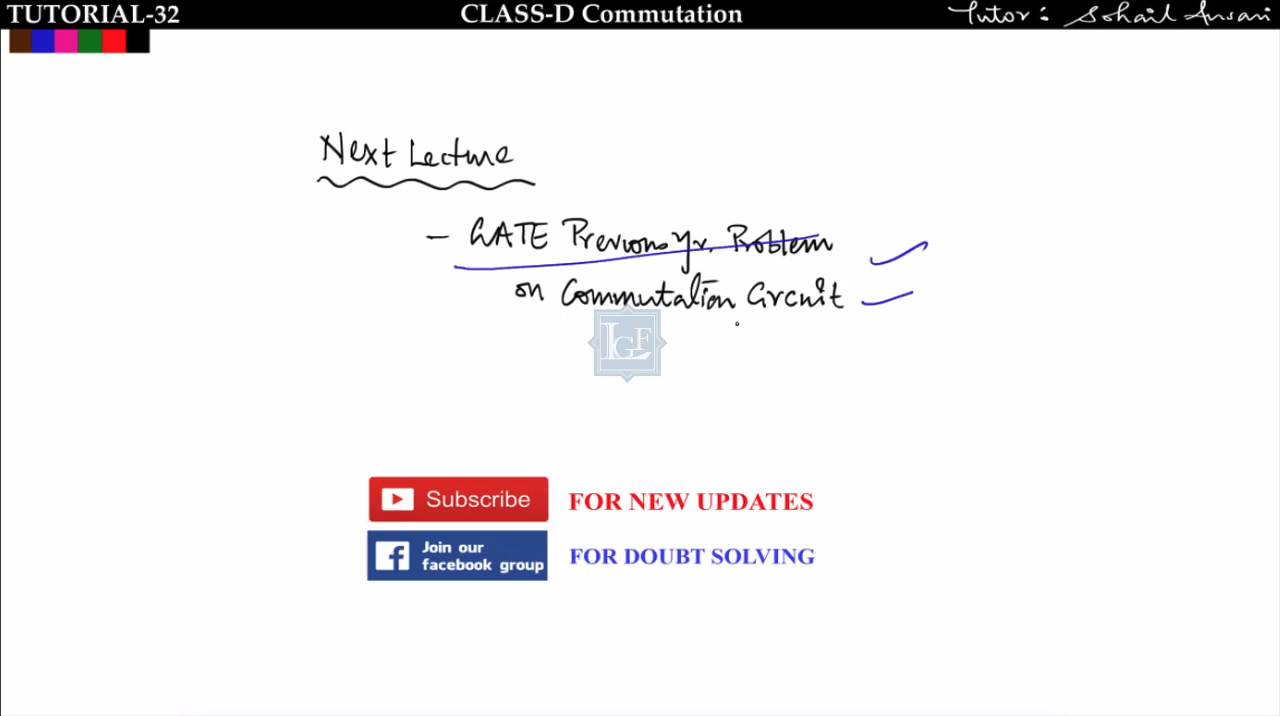 TUTORIAL-32
CLASS-D Commutation
Tutor : Sohail Ansari
Next Lecture
- GATE Previous Yr. Problem
on Commutation Circuit
LGF
Subscribe
FOR NEW UPDATES
Join our
facebook group
FOR DOUBT SOLVING